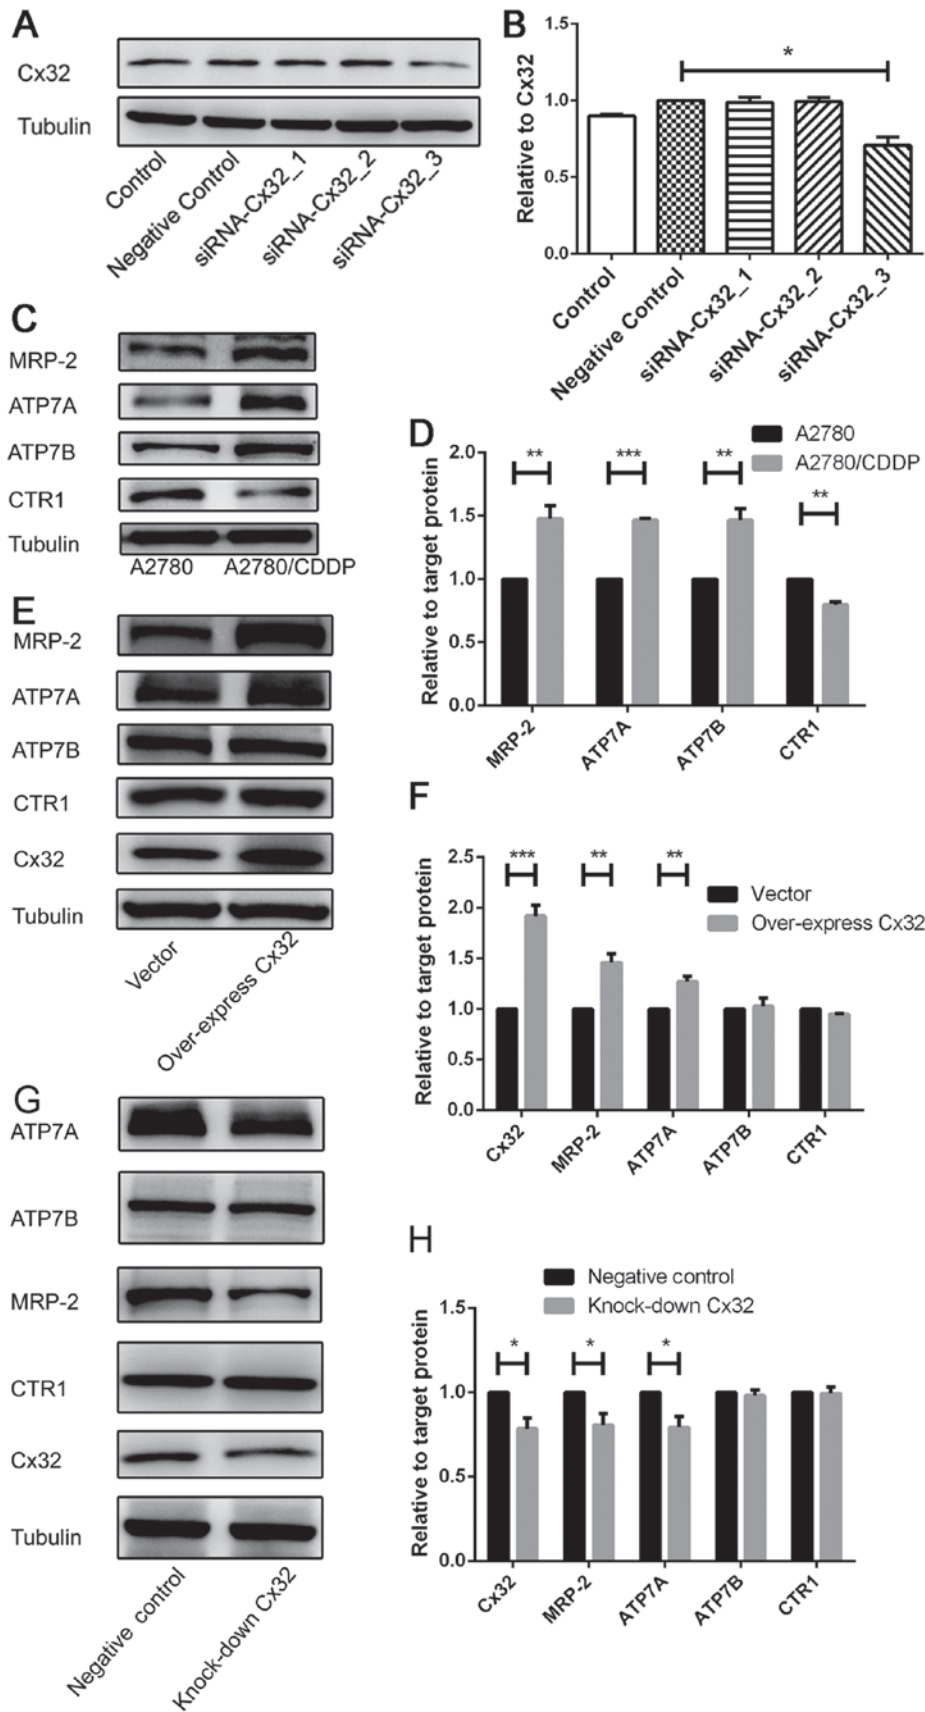 A
Cx32
Tubulin
Control
Negative Control
siRNA-Cx32_1
siRNA-Cx32_2
siRNA-Cx32_3
B
Relative to Cx32
1.5
1.0
0.5
0.0
*
Control
Negative Control
siRNA-Cx32_1
siRNA-Cx32_2
siRNA-Cx32_3
C
MRP-2
ATP7A
ATP7B
CTR1
Tubulin
A2780 A2780/CDDP
D
A2780
A2780/CDDP
Relative to target protein
2.0
1.5
1.0
0.5
0.0
** *** ** **
MRP-2
ATP7A
ATP7B
CTR1
E
MRP-2
ATP7A
ATP7B
CTR1
Cx32
Tubulin
Vector
Over-express Cx32
F
Relative to target protein
2.5
2.0
1.5
1.0
0.5
0.0
*** ** **
Vector
Over-express Cx32
Cx32
MRP-2
ATP7A
ATP7B
CTR1
G
ATP7A
ATP7B
MRP-2
CTR1
Cx32
Tubulin
Negative control
Knock-down Cx32
H
Negative control
Knock-down Cx32
Relative to target protein
1.5
1.0
0.5
0.0
* * *
Cx32
MRP-2
ATP7A
ATP7B
CTR1